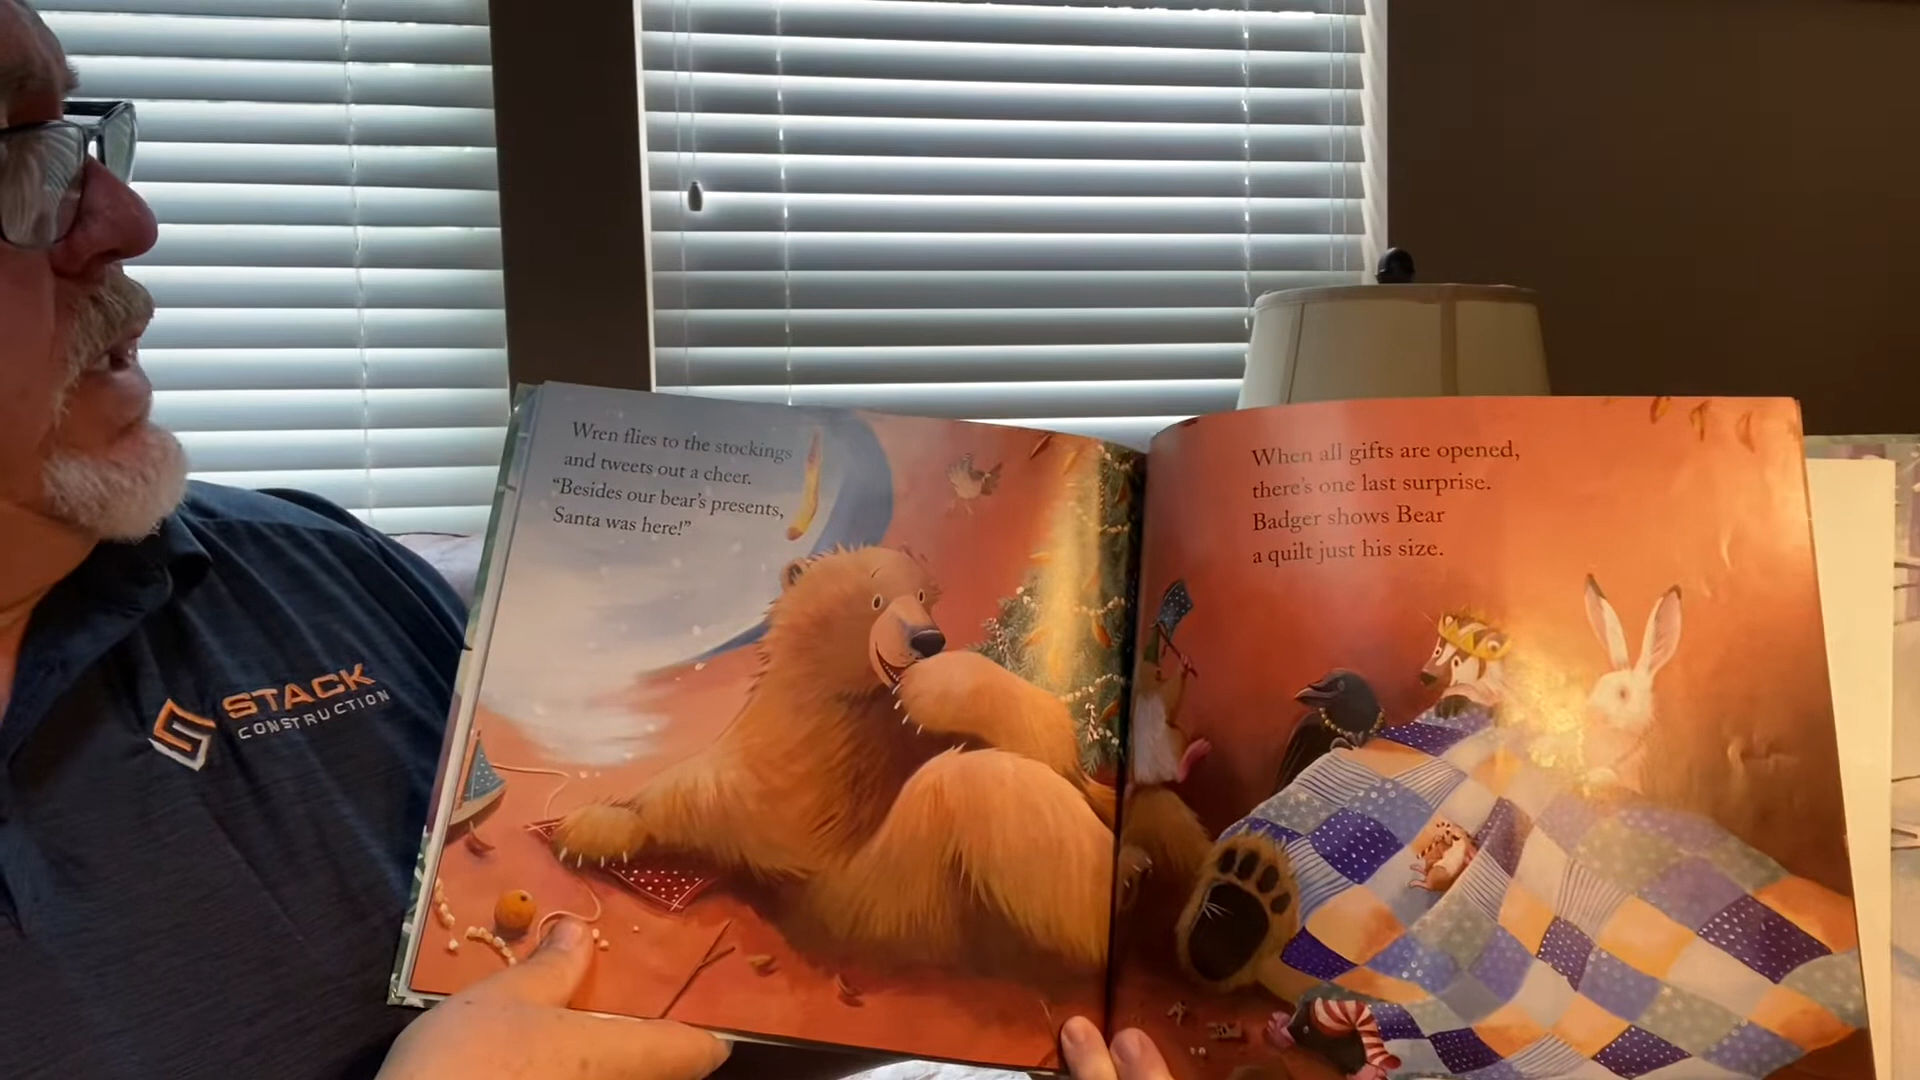 STACK
CONSTRUCTION
Wren flies to the stockings
and tweets out a cheer.
“Besides our bear’s presents,
Santa was here!”
When all gifts are opened,
there’s one last surprise.
Badger shows Bear
a quilt just his size.